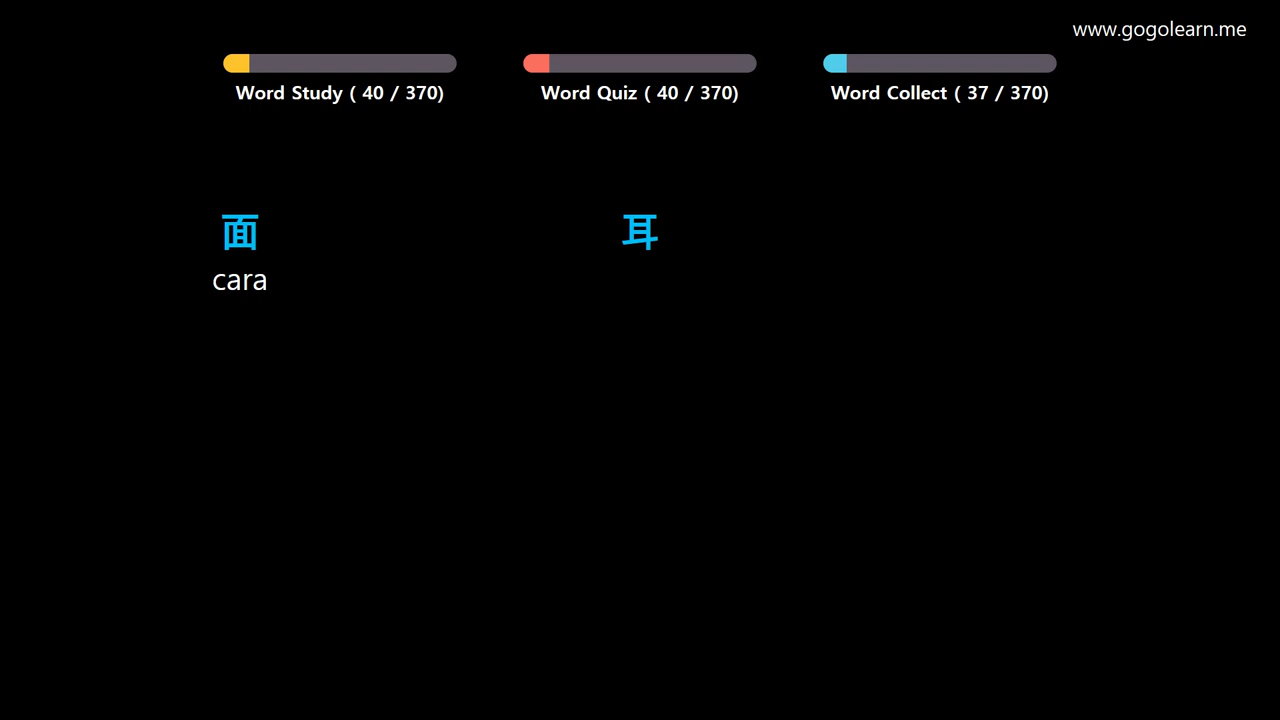 www.gogolearn.me
Word Study ( 40 / 370)
Word Quiz ( 40 / 370)
Word Collect ( 37 / 370)
面
耳
cara